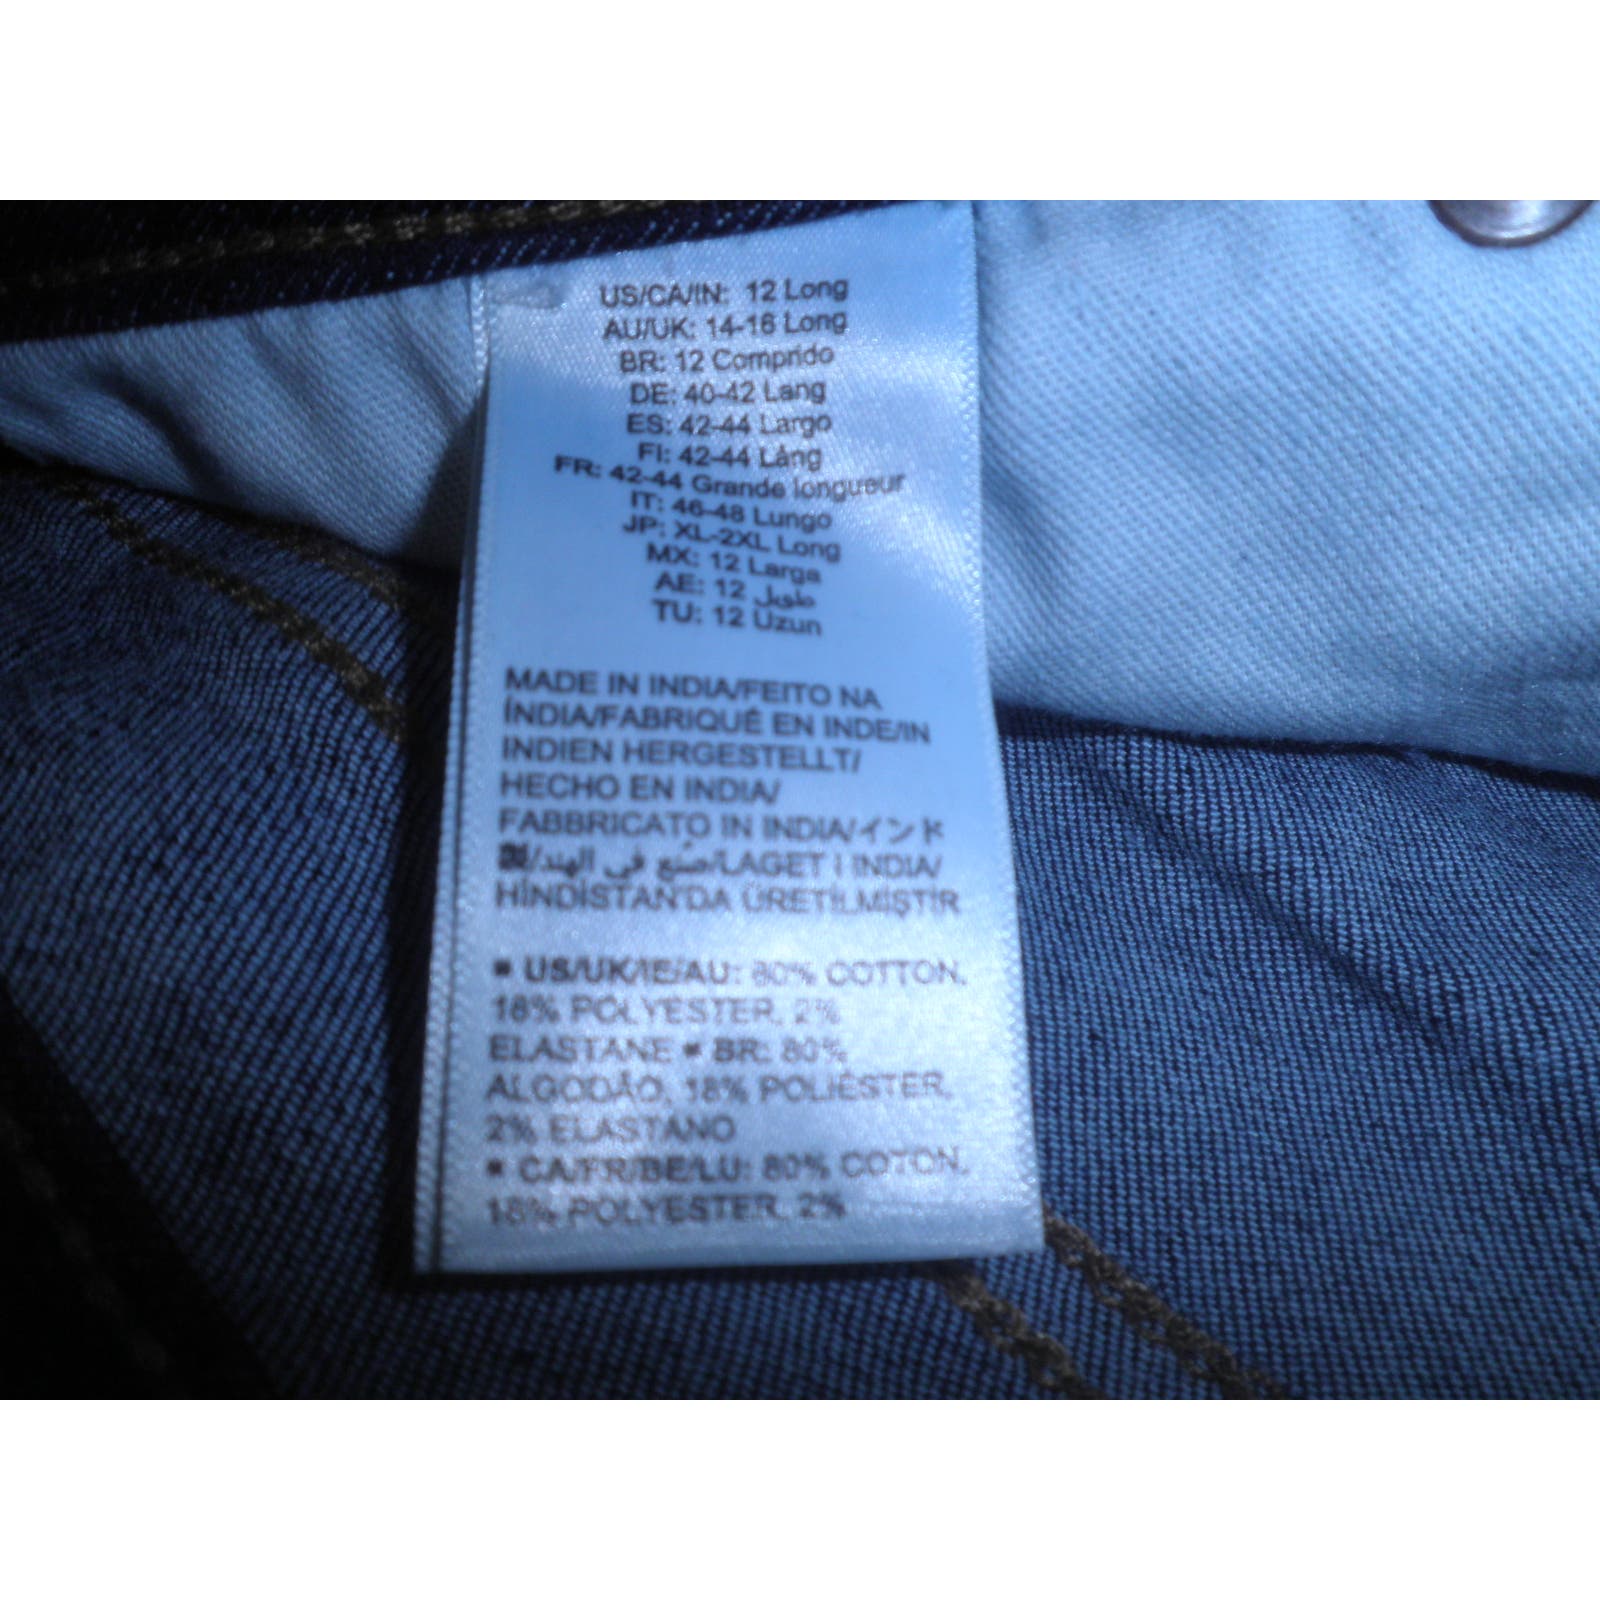 US/CA/IN: 12 Long
AU/UK: 14-16 Long
BR: 12 Comprido
DE: 40-42 Lang
ES: 42-44 Largo
FI: 42-44 Lång
FR: 42-44 Grande longueur
IT: 46-48 Lungo
JP: XL-2XL Long
MX: 12 Larga
AE: 12 طويل
TU: 12 Uzun
MADE IN INDIA/FEITO NA
ÍNDIA/FABRIQUÉ EN INDE/IN
INDIEN HERGESTELLT/
HECHO EN INDIA/
FABBRICATO IN INDIA/インド
製/صنع في الهند/LAGET I INDIA/
HİNDİSTAN'DA ÜRETİLMİŞTİR
■ US/UK/IE/AU: 80% COTTON,
18% POLYESTER, 2%
ELASTANE ■ BR: 80%
ALGODÃO, 18% POLIÉSTER,
2% ELASTANO
■ CA/FR/BE/LU: 80% COTON,
18% POLYESTER, 2%